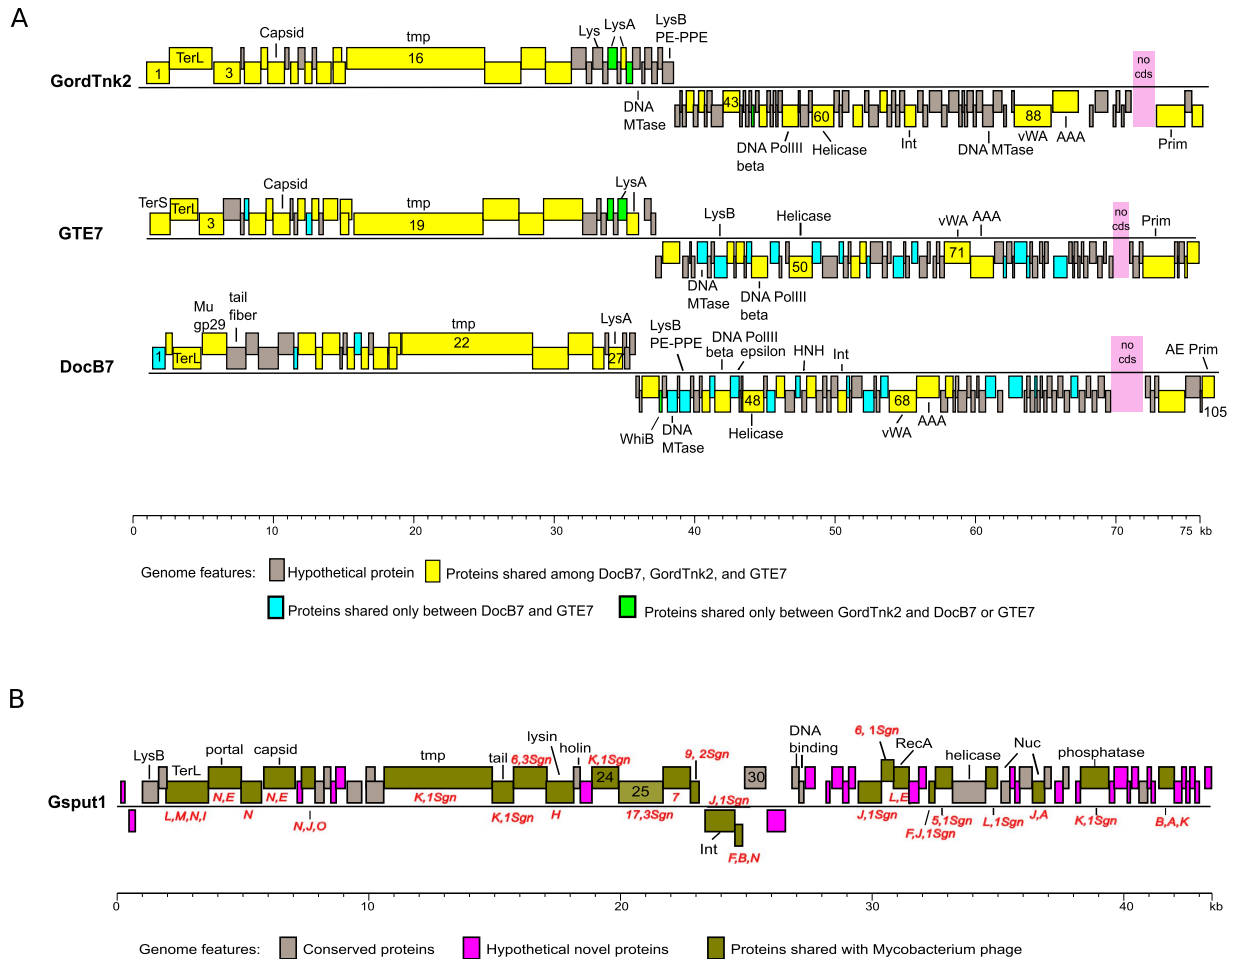 A
Capsid
tmp
Lys
LysA
LysB
PE-PPE
TerL
1
3
16
GordTnk2
no
cds
DNA
MTase
43
60
88
DNA PolIII
beta
Helicase
Int
DNA MTase
vWA
AAA
Prim
TerS
TerL
Capsid
tmp
LysA
3
19
GTE7
LysB
Helicase
vWA
AAA
no
cds
Prim
50
71
DNA
MTase
DNA PolIII
beta
Mu
gp29
tail
fiber
tmp
LysA
1
TerL
22
27
DocB7
LysB
PE-PPE
DNA PolIII
beta epsilon
HNH
Int
no
cds
AE Prim
48
68
105
WhiB
DNA
MTase
Helicase
vWA
AAA
0 10 20 30 40 50 60 70 75 kb
Genome features: Hypothetical protein Proteins shared among DocB7, GordTnk2, and GTE7
Proteins shared only between DocB7 and GTE7 Proteins shared only between GordTnk2 and DocB7 or GTE7
B
LysB
TerL
portal
capsid
tmp
tail
6,3Sgn
lysin
holin
K,1Sgn
9, 2Sgn
DNA
binding
6, 1Sgn
RecA
helicase
Nuc
phosphatase
24
25
30
Gsput1
L,M,N,I
N,E
N
N,E
N,J,O
K,1Sgn
K,1Sgn
H
17,3Sgn
7
J,1Sgn
Int
F,B,N
J,1Sgn
L,E
F,J,1Sgn
5,1Sgn
L,1Sgn
J,A
K,1Sgn
B,A,K
0 10 20 30 40 kb
Genome features: Conserved proteins Hypothetical novel proteins Proteins shared with Mycobacterium phage